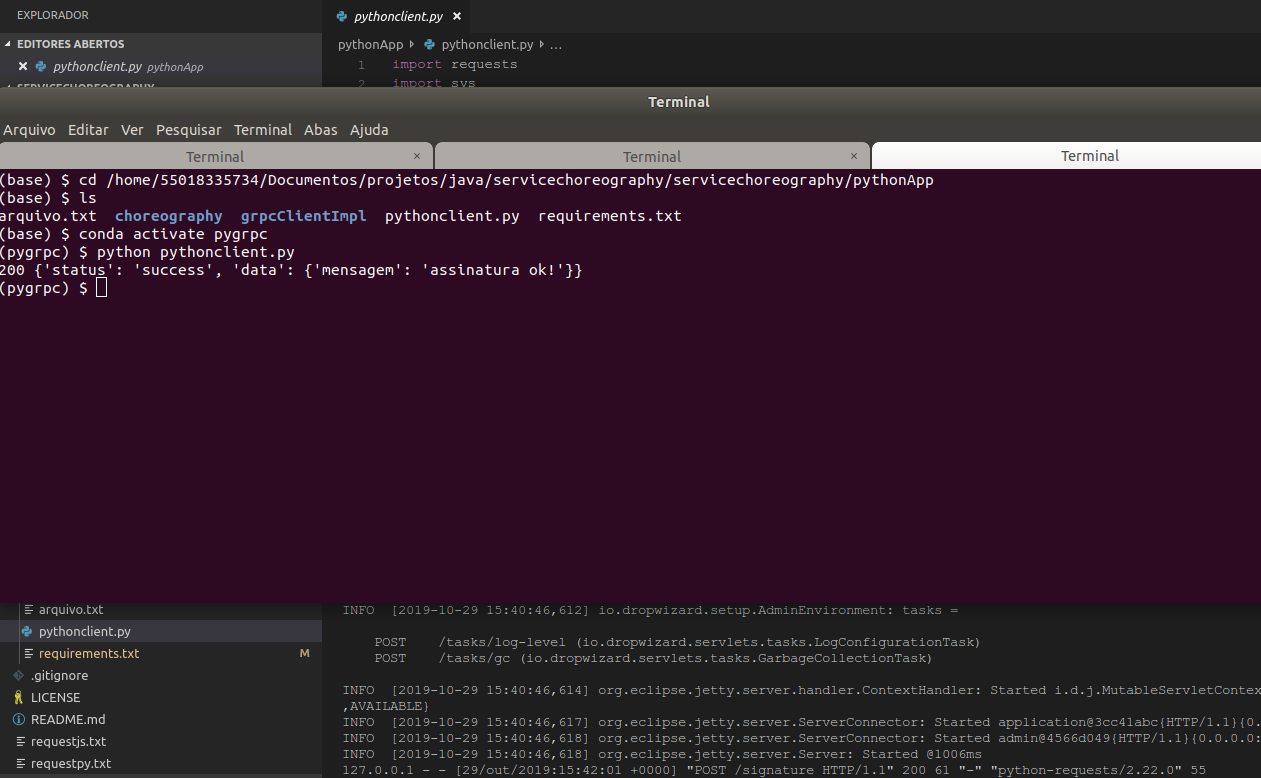 EXPLORADOR
pythonclient.py ×
EDITORES ABERTOS
pythonApp pythonclient.py ...
× pythonclient.py pythonApp
1 import requests
SERVICECHOREOGRAPHY
2 import sys
Terminal
Arquivo Editar Ver Pesquisar Terminal Abas Ajuda
Terminal × Terminal × Terminal
(base) $ cd /home/55018335734/Documentos/projetos/java/servicechoreography/servicechoreography/pythonApp
(base) $ ls
arquivo.txt choreography grpcClientImpl pythonclient.py requirements.txt
(base) $ conda activate pygrpc
(pygrpc) $ python pythonclient.py
200 {'status': 'success', 'data': {'mensagem': 'assinatura ok!'}}
(pygrpc) $
arquivo.txt
pythonclient.py
requirements.txt M
.gitignore
LICENSE
README.md
requestjs.txt
requestpy.txt
INFO [2019-10-29 15:40:46,612] io.dropwizard.setup.AdminEnvironment: tasks =
POST /tasks/log-level (io.dropwizard.servlets.tasks.LogConfigurationTask)
POST /tasks/gc (io.dropwizard.servlets.tasks.GarbageCollectionTask)
INFO [2019-10-29 15:40:46,614] org.eclipse.jetty.server.handler.ContextHandler: Started i.d.j.MutableServletContex
,AVAILABLE}
INFO [2019-10-29 15:40:46,617] org.eclipse.jetty.server.ServerConnector: Started application@3cc41abc{HTTP/1.1}{0.
INFO [2019-10-29 15:40:46,618] org.eclipse.jetty.server.ServerConnector: Started admin@4566d049{HTTP/1.1}{0.0.0.0:
INFO [2019-10-29 15:40:46,618] org.eclipse.jetty.server.Server: Started @1006ms
127.0.0.1 - - [29/out/2019:15:42:01 +0000] "POST /signature HTTP/1.1" 200 61 "-" "python-requests/2.22.0" 55